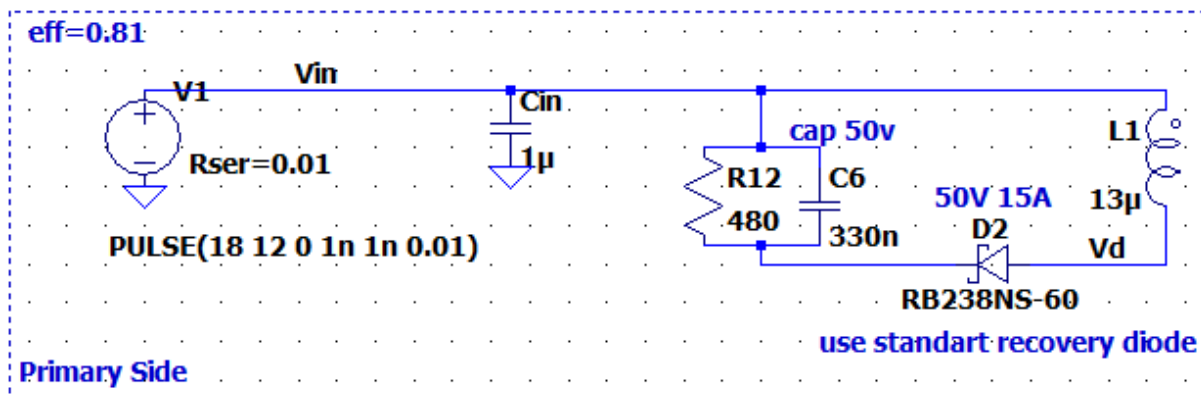 eff=0.81
Vin
V1
Rser=0.01
PULSE(18 12 0 1n 1n 0.01)
Cin
1µ
cap 50v
R12
480
C6
330n
L1
13µ
50V 15A
D2
Vd
RB238NS-60
use standart recovery diode
Primary Side